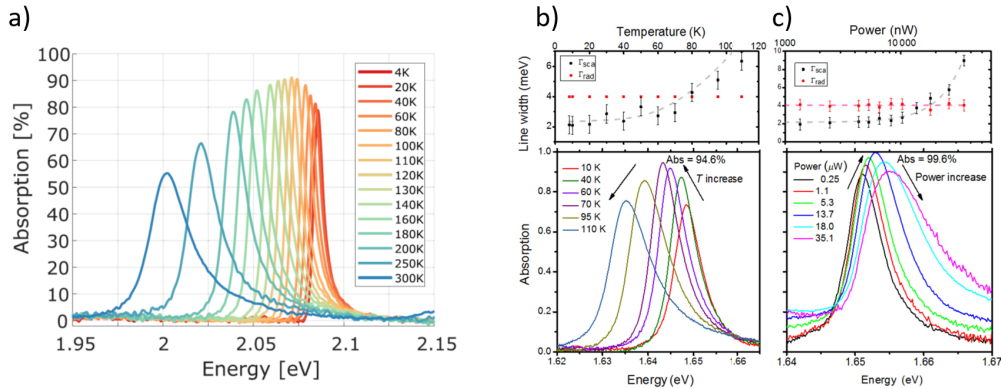 a)
Absorption [%]
100
90
80
70
60
50
40
30
20
10
0
1.95
2
2.05
2.1
2.15
Energy [eV]
4K
20K
40K
60K
80K
100K
110K
120K
130K
140K
160K
180K
200K
250K
300K
b)
Temperature (K)
0 20 40 60 80 100 120
Line width (meV)
6
4
2
0
Γsca
Γrad
Absorption
1.0
0.8
0.6
0.4
0.2
0.0
Abs = 94.6%
T increase
10 K
40 K
60 K
70 K
95 K
110 K
1.62 1.63 1.64 1.65 1.66
Energy (eV)
c)
Power (nW)
1000 10 000
Γsca
Γrad
Power (μW)
0.25
1.1
5.3
13.7
18.0
35.1
Abs = 99.6%
Power increase
1.64 1.65 1.66 1.67
Energy (eV)